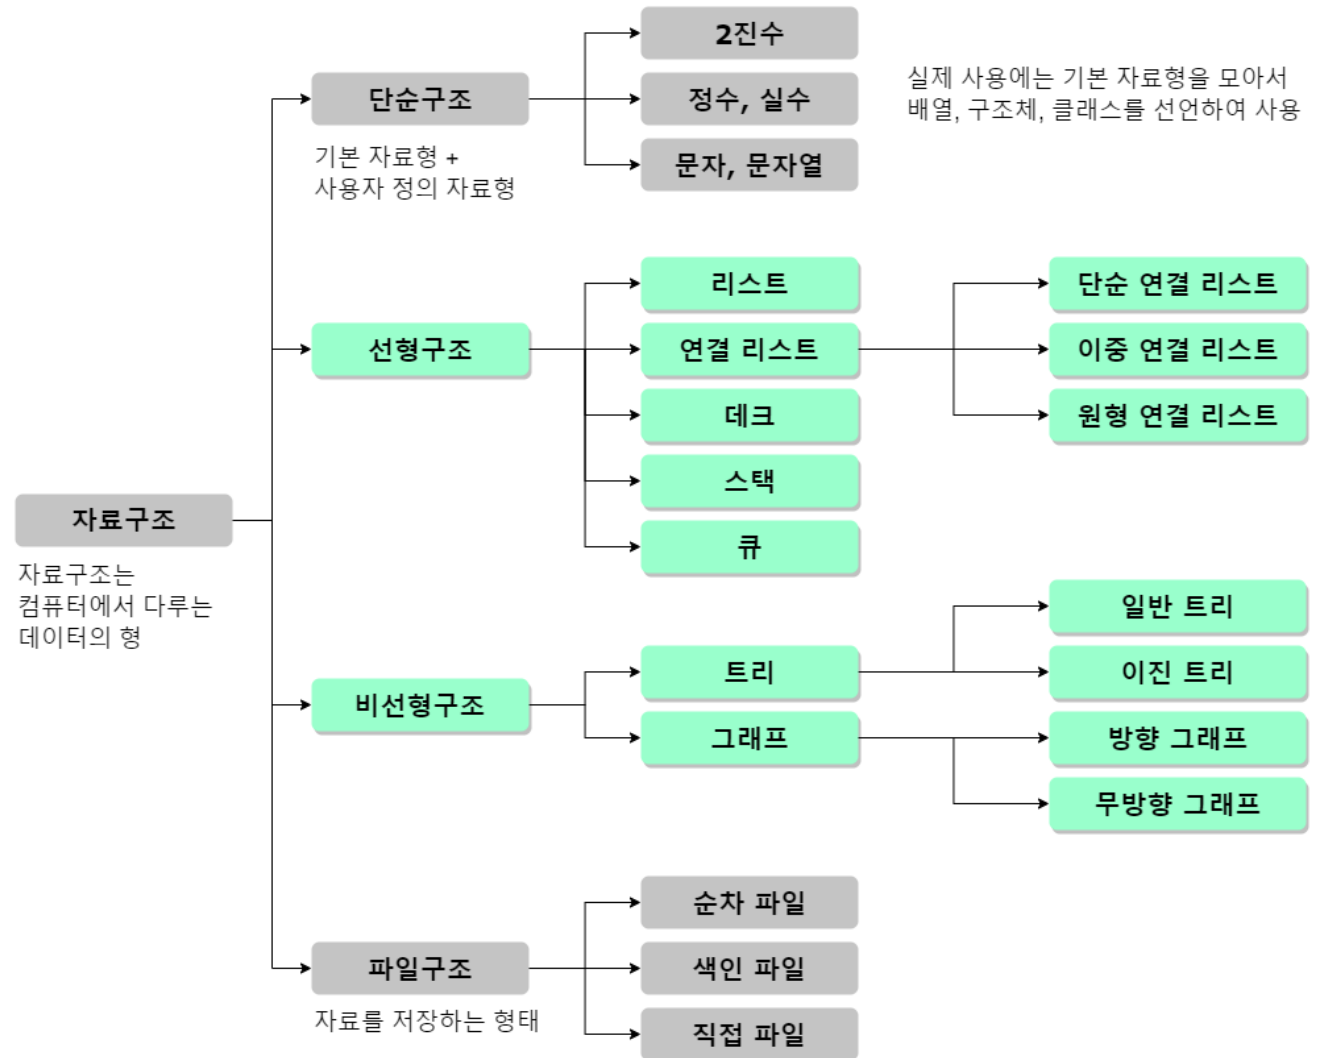 2진수
단순구조
정수, 실수
문자, 문자열
실제 사용에는 기본 자료형을 모아서
배열, 구조체, 클래스를 선언하여 사용
기본 자료형 +
사용자 정의 자료형
선형구조
리스트
연결 리스트
데크
스택
큐
단순 연결 리스트
이중 연결 리스트
원형 연결 리스트
자료구조
자료구조는
컴퓨터에서 다루는
데이터의 형
비선형구조
트리
그래프
일반 트리
이진 트리
방향 그래프
무방향 그래프
파일구조
자료를 저장하는 형태
순차 파일
색인 파일
직접 파일